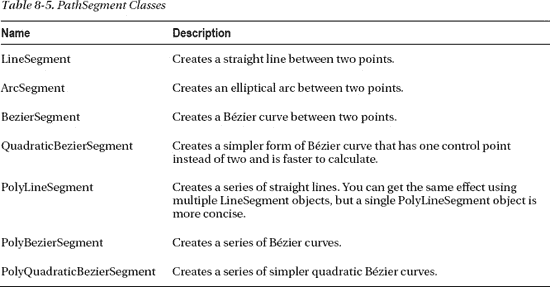 Table 8-5. PathSegment Classes
Name Description
LineSegment Creates a straight line between two points.
ArcSegment Creates an elliptical arc between two points.
BezierSegment Creates a Bézier curve between two points.
QuadraticBezierSegment Creates a simpler form of Bézier curve that has one control point
instead of two and is faster to calculate.
PolyLineSegment Creates a series of straight lines. You can get the same effect using
multiple LineSegment objects, but a single PolyLineSegment object is
more concise.
PolyBezierSegment Creates a series of Bézier curves.
PolyQuadraticBezierSegment Creates a series of simpler quadratic Bézier curves.